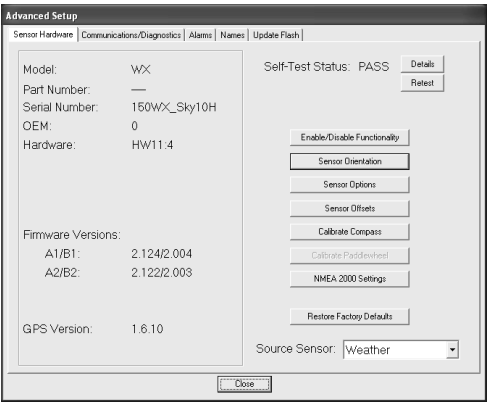 Advanced Setup
Sensor Hardware Communications/Diagnostics Alarms Names Update Flash
Model: WX
Part Number: —
Serial Number: 150WX_Sky10H
OEM: 0
Hardware: HW11:4
Firmware Versions:
A1/B1: 2.124/2.004
A2/B2: 2.122/2.003
GPS Version: 1.6.10
Self-Test Status: PASS
Details
Retest
Enable/Disable Functionality
Sensor Orientation
Sensor Options
Sensor Offsets
Calibrate Compass
Calibrate Paddlewheel
NMEA 2000 Settings
Restore Factory Defaults
Source Sensor: Weather
Close